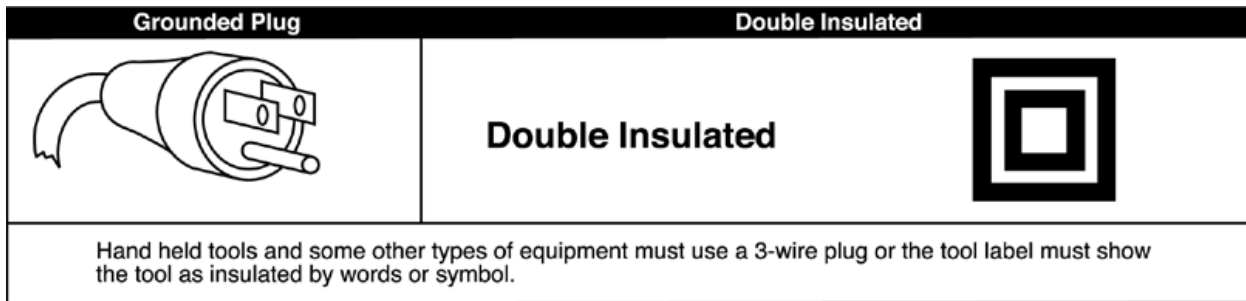 Grounded Plug
Double Insulated
Double Insulated
Hand held tools and some other types of equipment must use a 3-wire plug or the tool label must show
the tool as insulated by words or symbol.